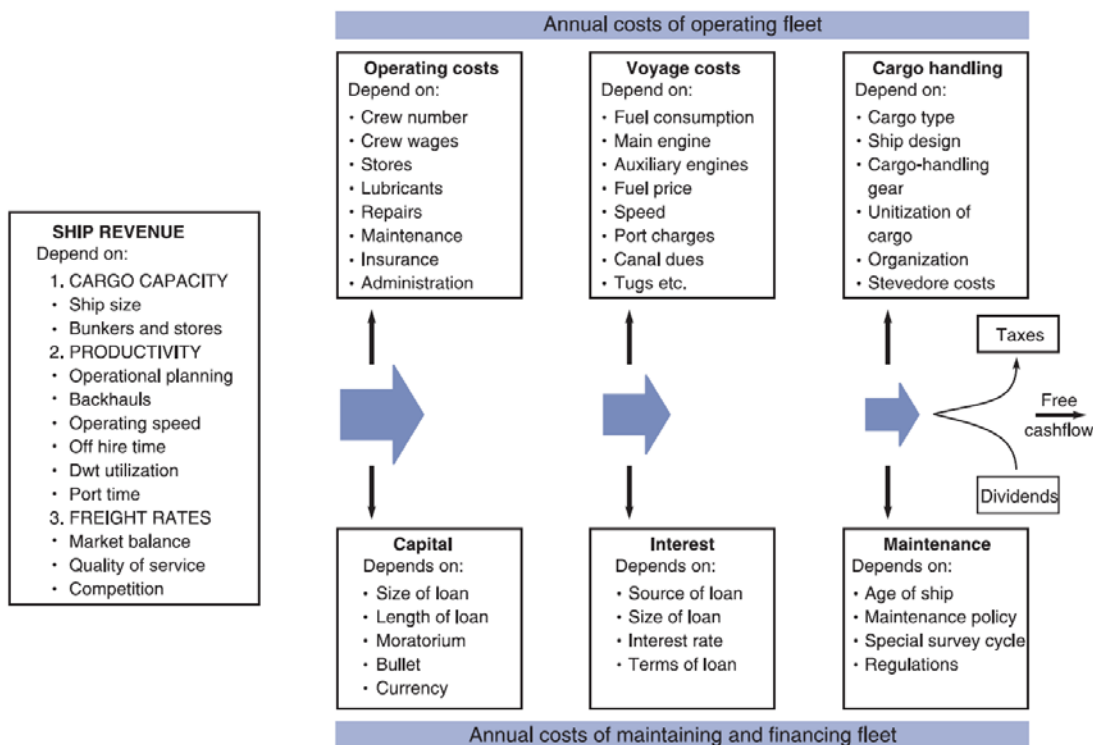 Annual costs of operating fleet
SHIP REVENUE
Depend on:
1. CARGO CAPACITY
• Ship size
• Bunkers and stores
2. PRODUCTIVITY
• Operational planning
• Backhauls
• Operating speed
• Off hire time
• Dwt utilization
• Port time
3. FREIGHT RATES
• Market balance
• Quality of service
• Competition
Operating costs
Depend on:
• Crew number
• Crew wages
• Stores
• Lubricants
• Repairs
• Maintenance
• Insurance
• Administration
Voyage costs
Depend on:
• Fuel consumption
• Main engine
• Auxiliary engines
• Fuel price
• Speed
• Port charges
• Canal dues
• Tugs etc.
Cargo handling
Depend on:
• Cargo type
• Ship design
• Cargo-handling
gear
• Unitization of
cargo
• Organization
• Stevedore costs
Taxes
Free
cashflow
Dividends
Capital
Depends on:
• Size of loan
• Length of loan
• Moratorium
• Bullet
• Currency
Interest
Depends on:
• Source of loan
• Size of loan
• Interest rate
• Terms of loan
Maintenance
Depends on:
• Age of ship
• Maintenance policy
• Special survey cycle
• Regulations
Annual costs of maintaining and financing fleet